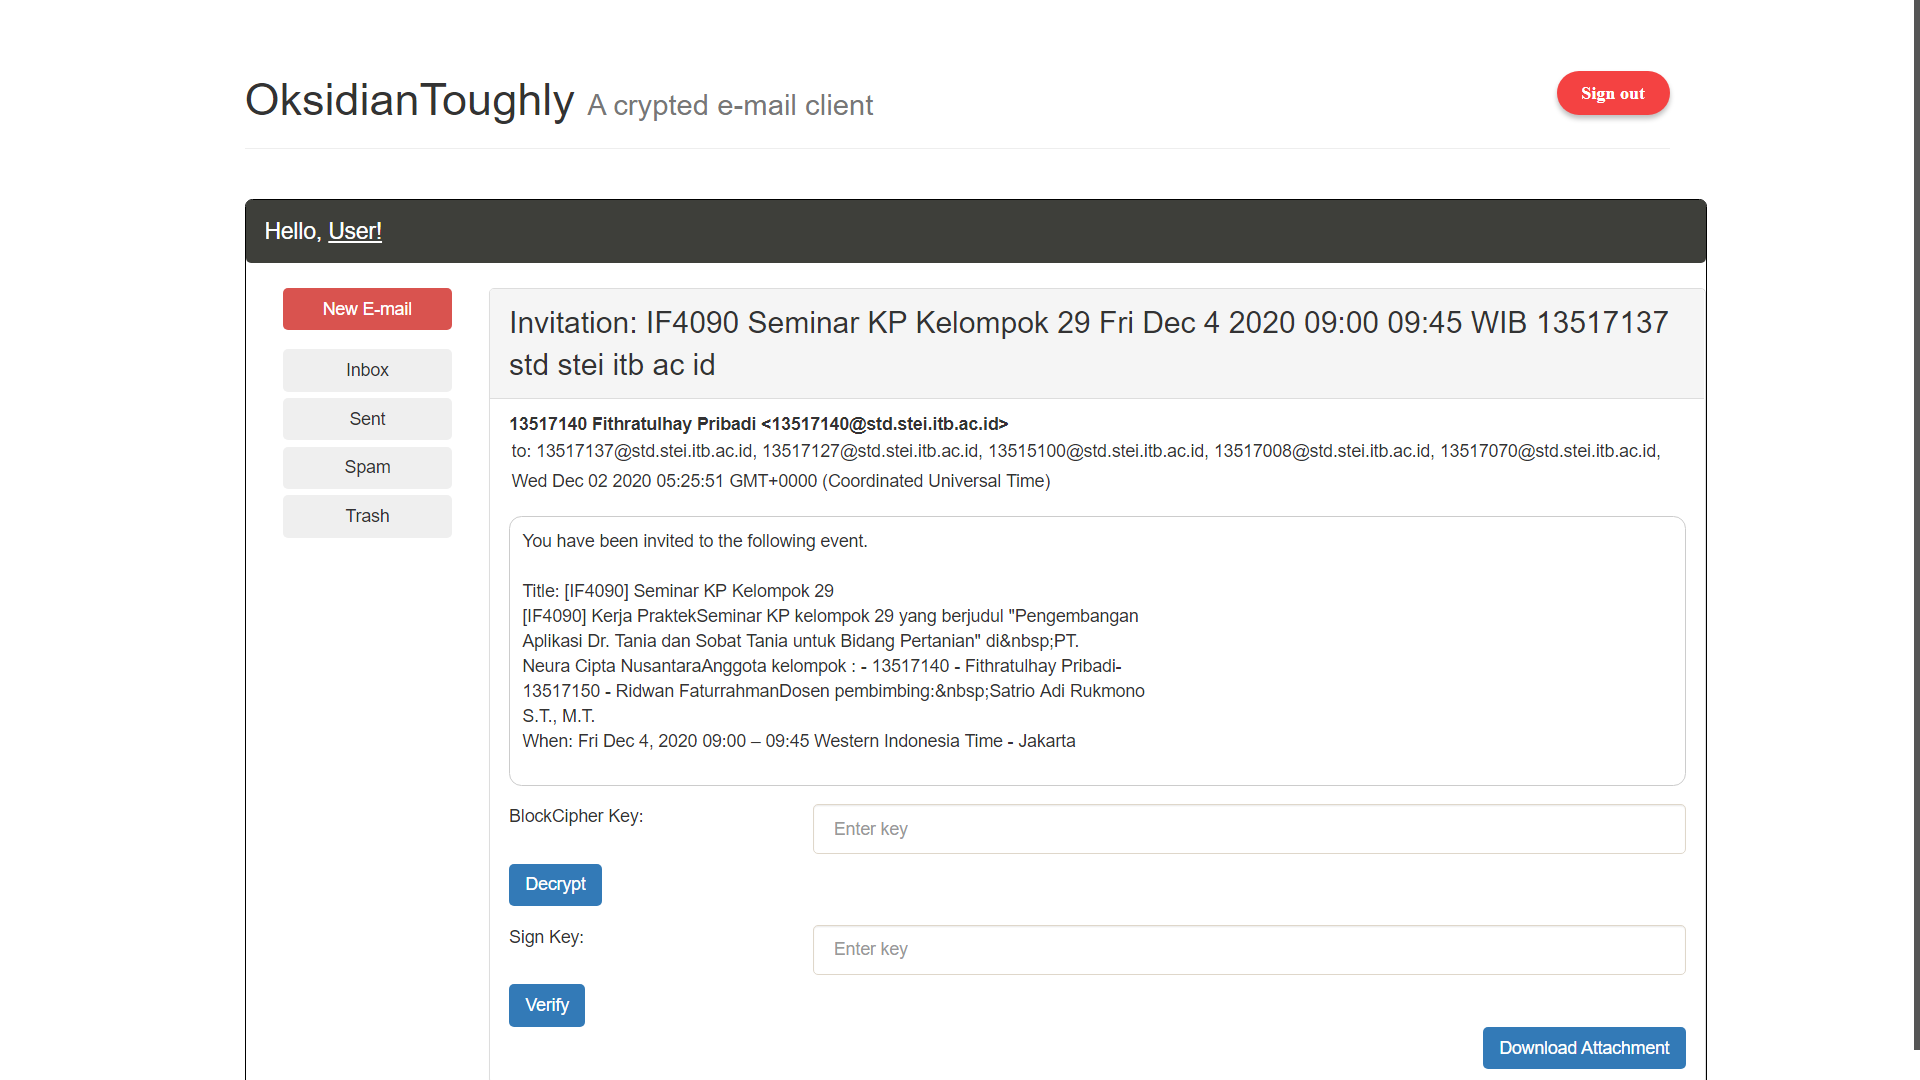 OksidianToughly A crypted e-mail client
Sign out
Hello, User!
New E-mail
Inbox
Sent
Spam
Trash
Invitation: IF4090 Seminar KP Kelompok 29 Fri Dec 4 2020 09:00 09:45 WIB 13517137
std stei itb ac id
13517140 Fithratulhay Pribadi <13517140@std.stei.itb.ac.id>
to: 13517137@std.stei.itb.ac.id, 13517127@std.stei.itb.ac.id, 13515100@std.stei.itb.ac.id, 13517008@std.stei.itb.ac.id, 13517070@std.stei.itb.ac.id,
Wed Dec 02 2020 05:25:51 GMT+0000 (Coordinated Universal Time)
You have been invited to the following event.
Title: [IF4090] Seminar KP Kelompok 29
[IF4090] Kerja PraktekSeminar KP kelompok 29 yang berjudul "Pengembangan
Aplikasi Dr. Tania dan Sobat Tania untuk Bidang Pertanian" di&nbsp;PT.
Neura Cipta NusantaraAnggota kelompok : - 13517140 - Fithratulhay Pribadi-
13517150 - Ridwan FaturrahmanDosen pembimbing:&nbsp;Satrio Adi Rukmono
S.T., M.T.
When: Fri Dec 4, 2020 09:00 – 09:45 Western Indonesia Time - Jakarta
BlockCipher Key:
Enter key
Decrypt
Sign Key:
Enter key
Verify
Download Attachment